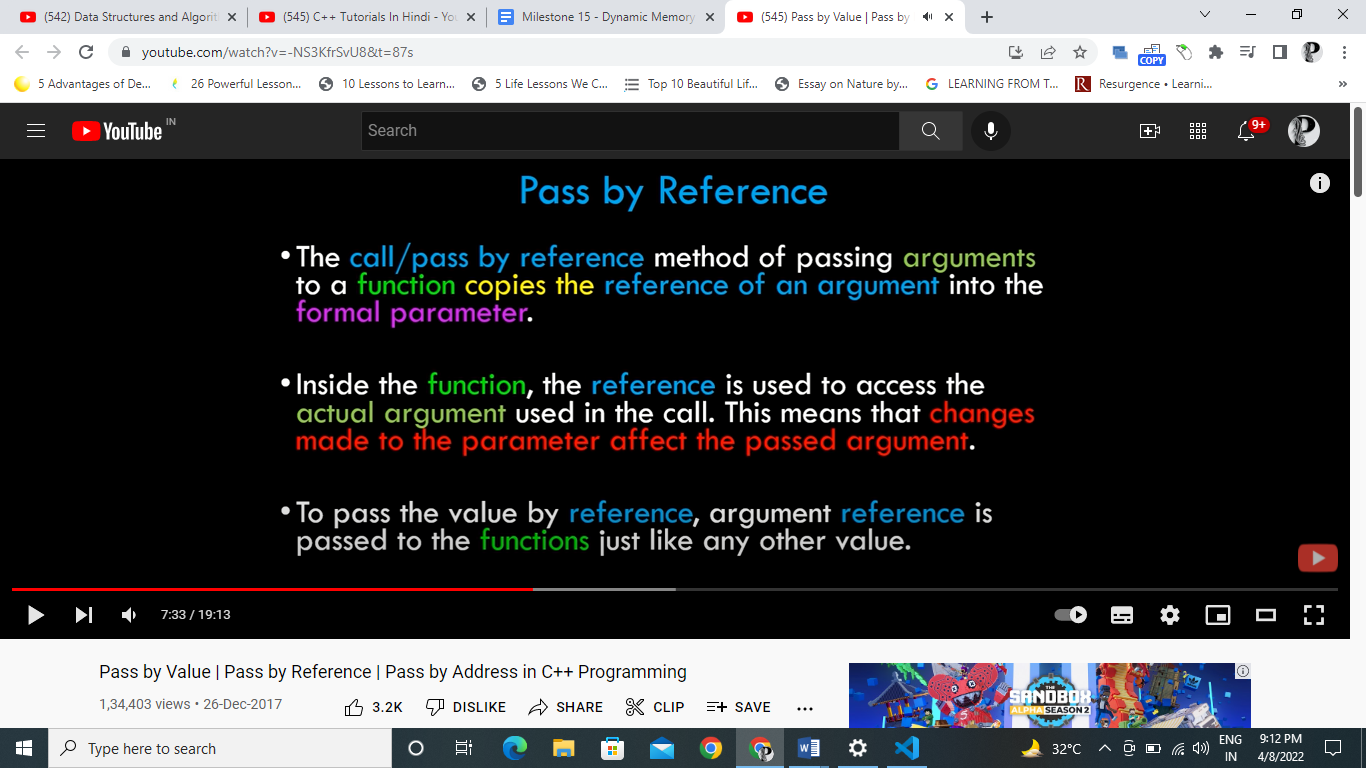 (542) Data Structures and Algorit
(545) C++ Tutorials In Hindi - You
Milestone 15 - Dynamic Memory
(545) Pass by Value | Pass by
youtube.com/watch?v=-NS3KfrSvU8&t=87s
COPY
5 Advantages of De...
26 Powerful Lesson...
10 Lessons to Learn...
5 Life Lessons We C...
Top 10 Beautiful Lif...
Essay on Nature by...
G LEARNING FROM T...
R Resurgence • Learni...
»
YouTube IN
Search
9+
Pass by Reference
• The call/pass by reference method of passing arguments
to a function copies the reference of an argument into the
formal parameter.
• Inside the function, the reference is used to access the
actual argument used in the call. This means that changes
made to the parameter affect the passed argument.
• To pass the value by reference, argument reference is
passed to the functions just like any other value.
7:33 / 19:13
Pass by Value | Pass by Reference | Pass by Address in C++ Programming
1,34,403 views • 26-Dec-2017
3.2K
DISLIKE
SHARE
CLIP
SAVE
...
THE
SANDBOX
ALPHA SEASON 2
Type here to search
32°C
ENG
IN
9:12 PM
4/8/2022